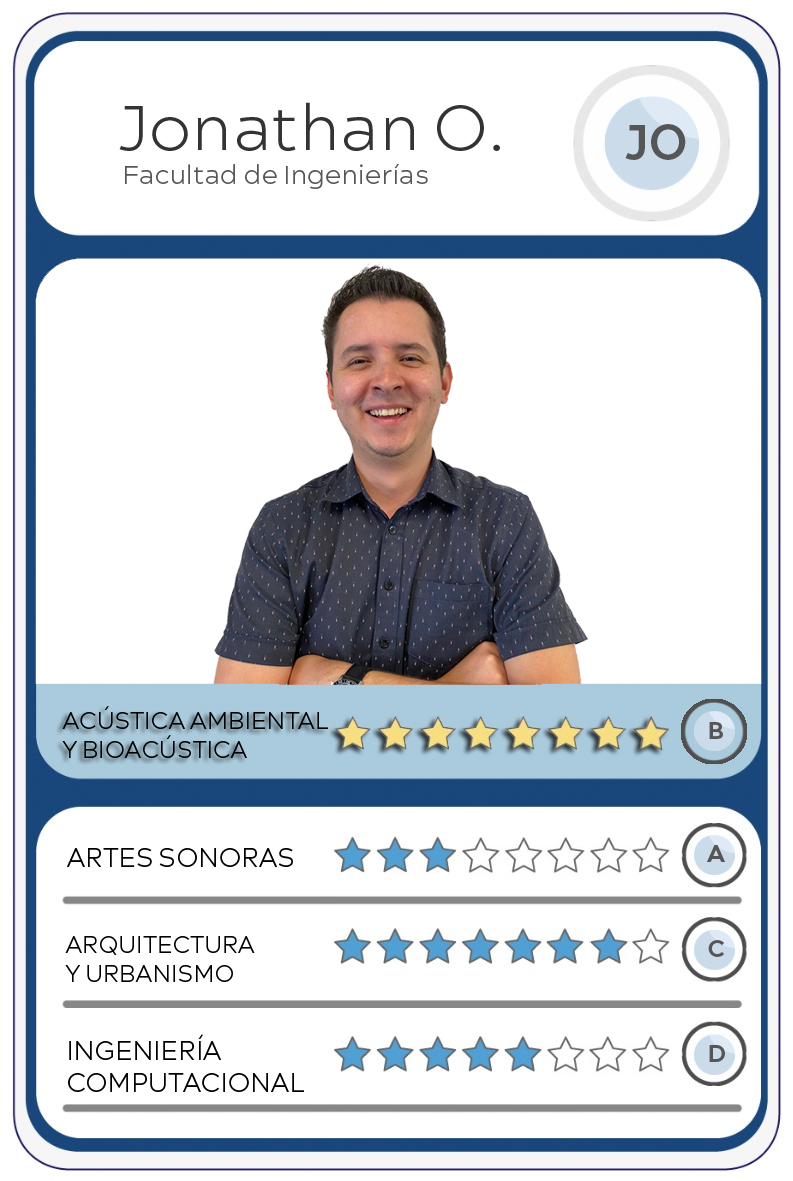 Jonathan O.
Facultad de Ingenierías
JO
ACÚSTICA AMBIENTAL
Y BIOACÚSTICA
B
ARTES SONORAS
A
ARQUITECTURA
Y URBANISMO
C
INGENIERÍA
COMPUTACIONAL
D